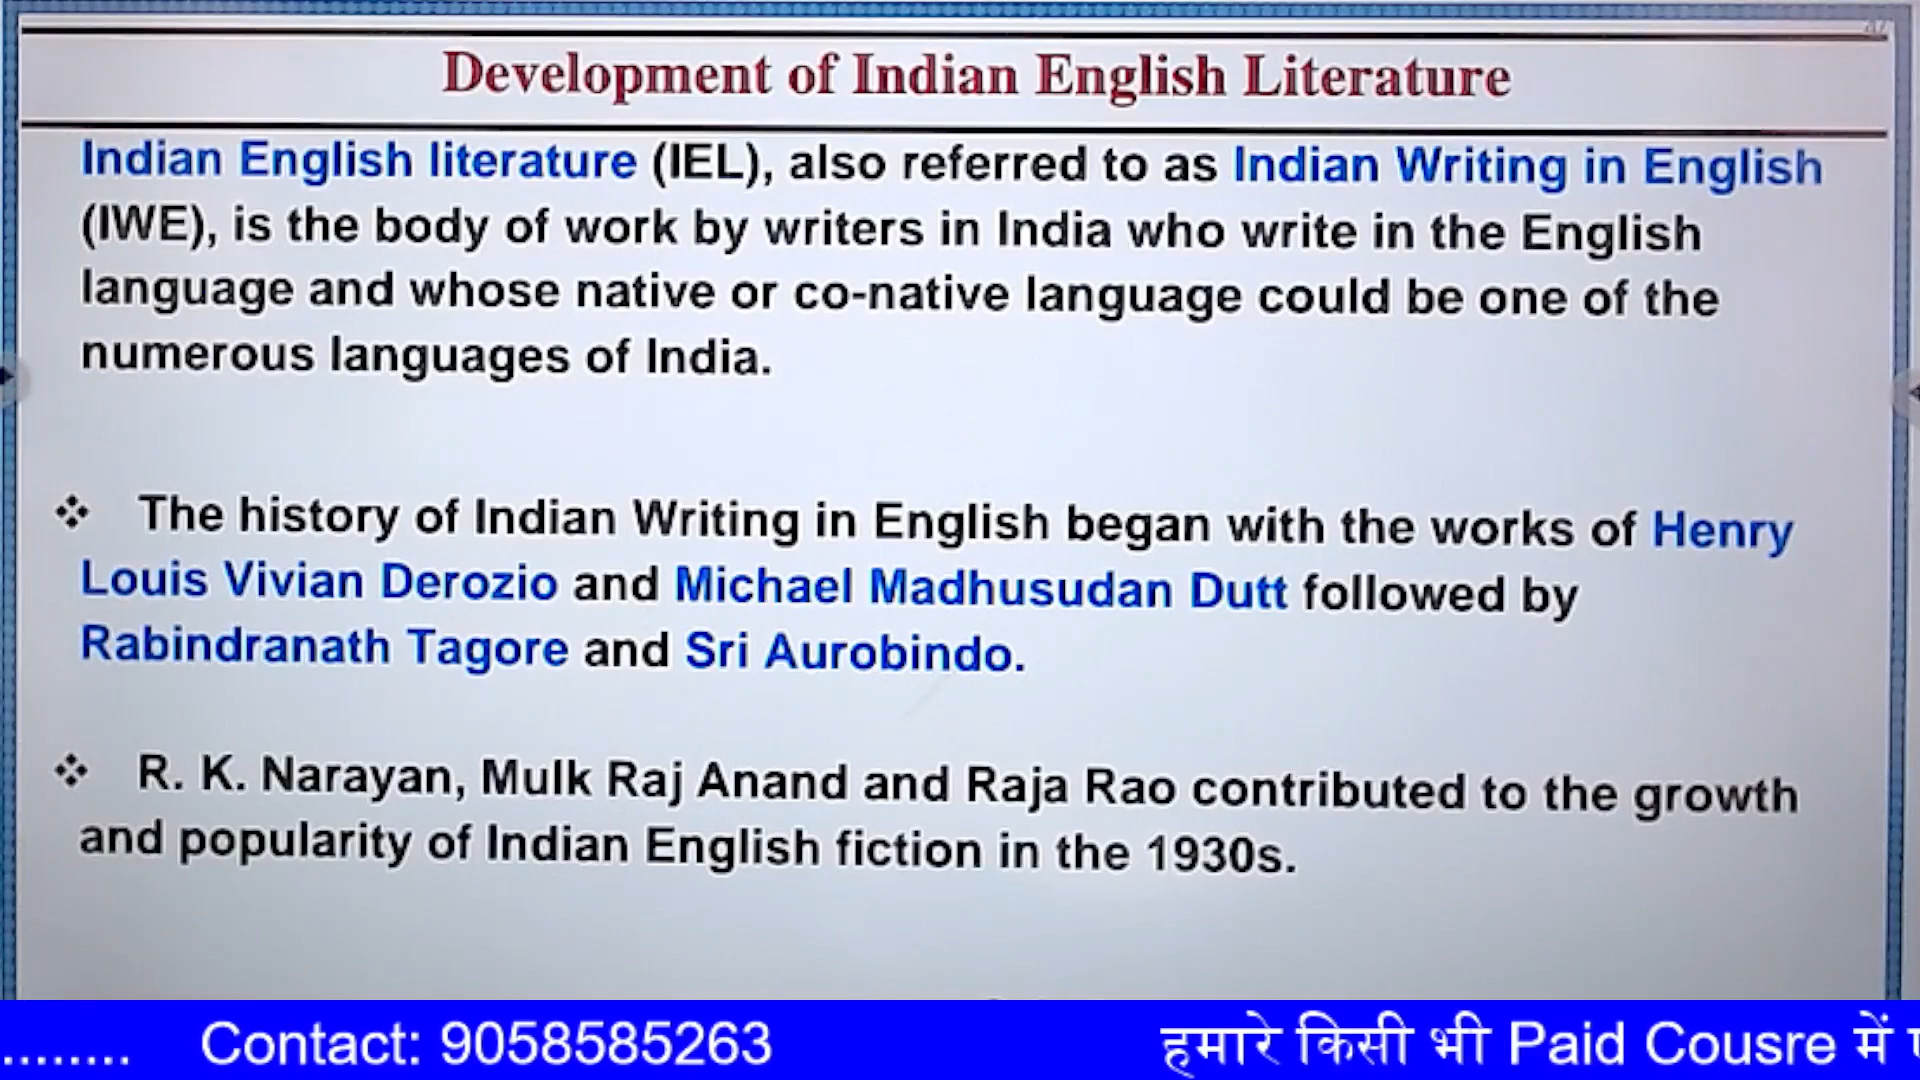 Development of Indian English Literature
Indian English literature (IEL), also referred to as Indian Writing in English
(IWE), is the body of work by writers in India who write in the English
language and whose native or co-native language could be one of the
numerous languages of India.
❖ The history of Indian Writing in English began with the works of Henry
Louis Vivian Derozio and Michael Madhusudan Dutt followed by
Rabindranath Tagore and Sri Aurobindo.
❖ R. K. Narayan, Mulk Raj Anand and Raja Rao contributed to the growth
and popularity of Indian English fiction in the 1930s.
........ Contact: 9058585263 हमारे किसी भी Paid Cousre में